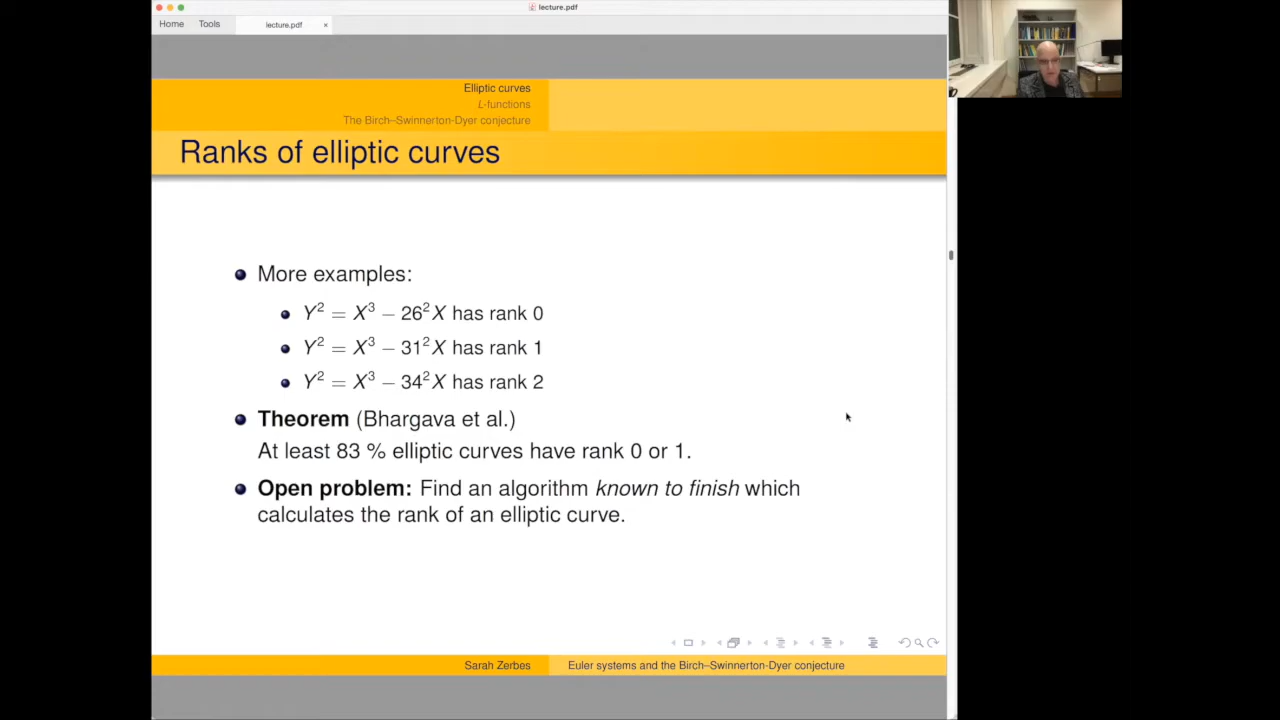 lecture.pdf
Home Tools lecture.pdf ×
Elliptic curves
L-functions
The Birch–Swinnerton-Dyer conjecture
Ranks of elliptic curves
More examples:
Y² = X³ − 26²X has rank 0
Y² = X³ − 31²X has rank 1
Y² = X³ − 34²X has rank 2
Theorem (Bhargava et al.)
At least 83 % elliptic curves have rank 0 or 1.
Open problem: Find an algorithm known to finish which
calculates the rank of an elliptic curve.
Sarah Zerbes Euler systems and the Birch–Swinnerton-Dyer conjecture